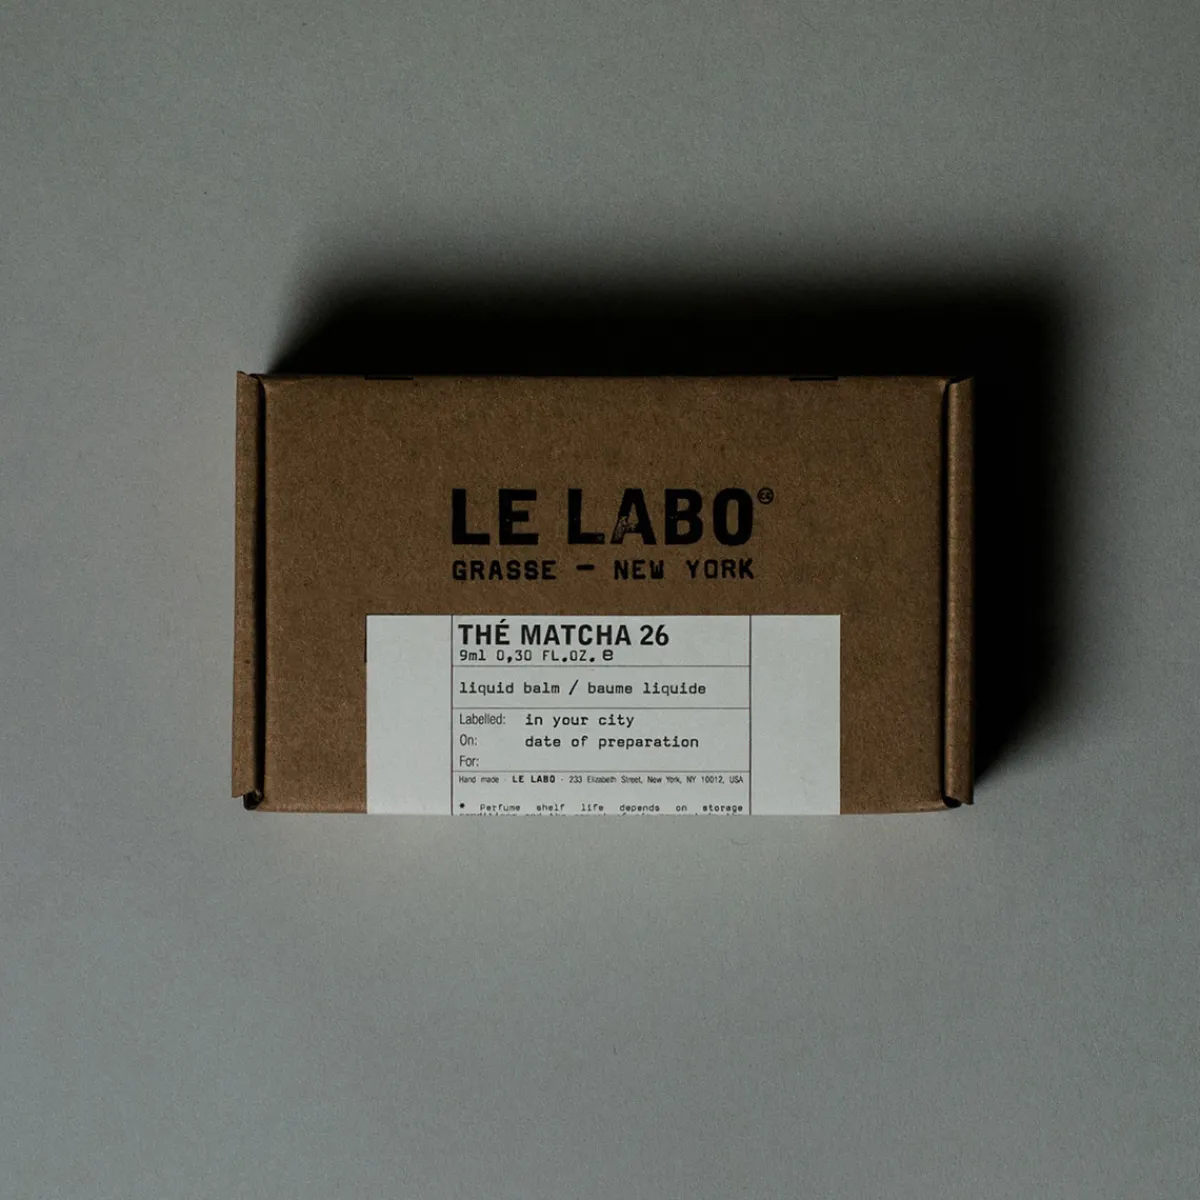 LE LABO
GRASSE - NEW YORK
THÉ MATCHA 26
9ml 0,30 FL.OZ. e
liquid balm / baume liquide
Labelled: in your city
On: date of preparation
For:
Hand made - LE LABO - 233 Elizabeth Street, New York, NY 10012, USA
* Perfume shelf life depends on storage